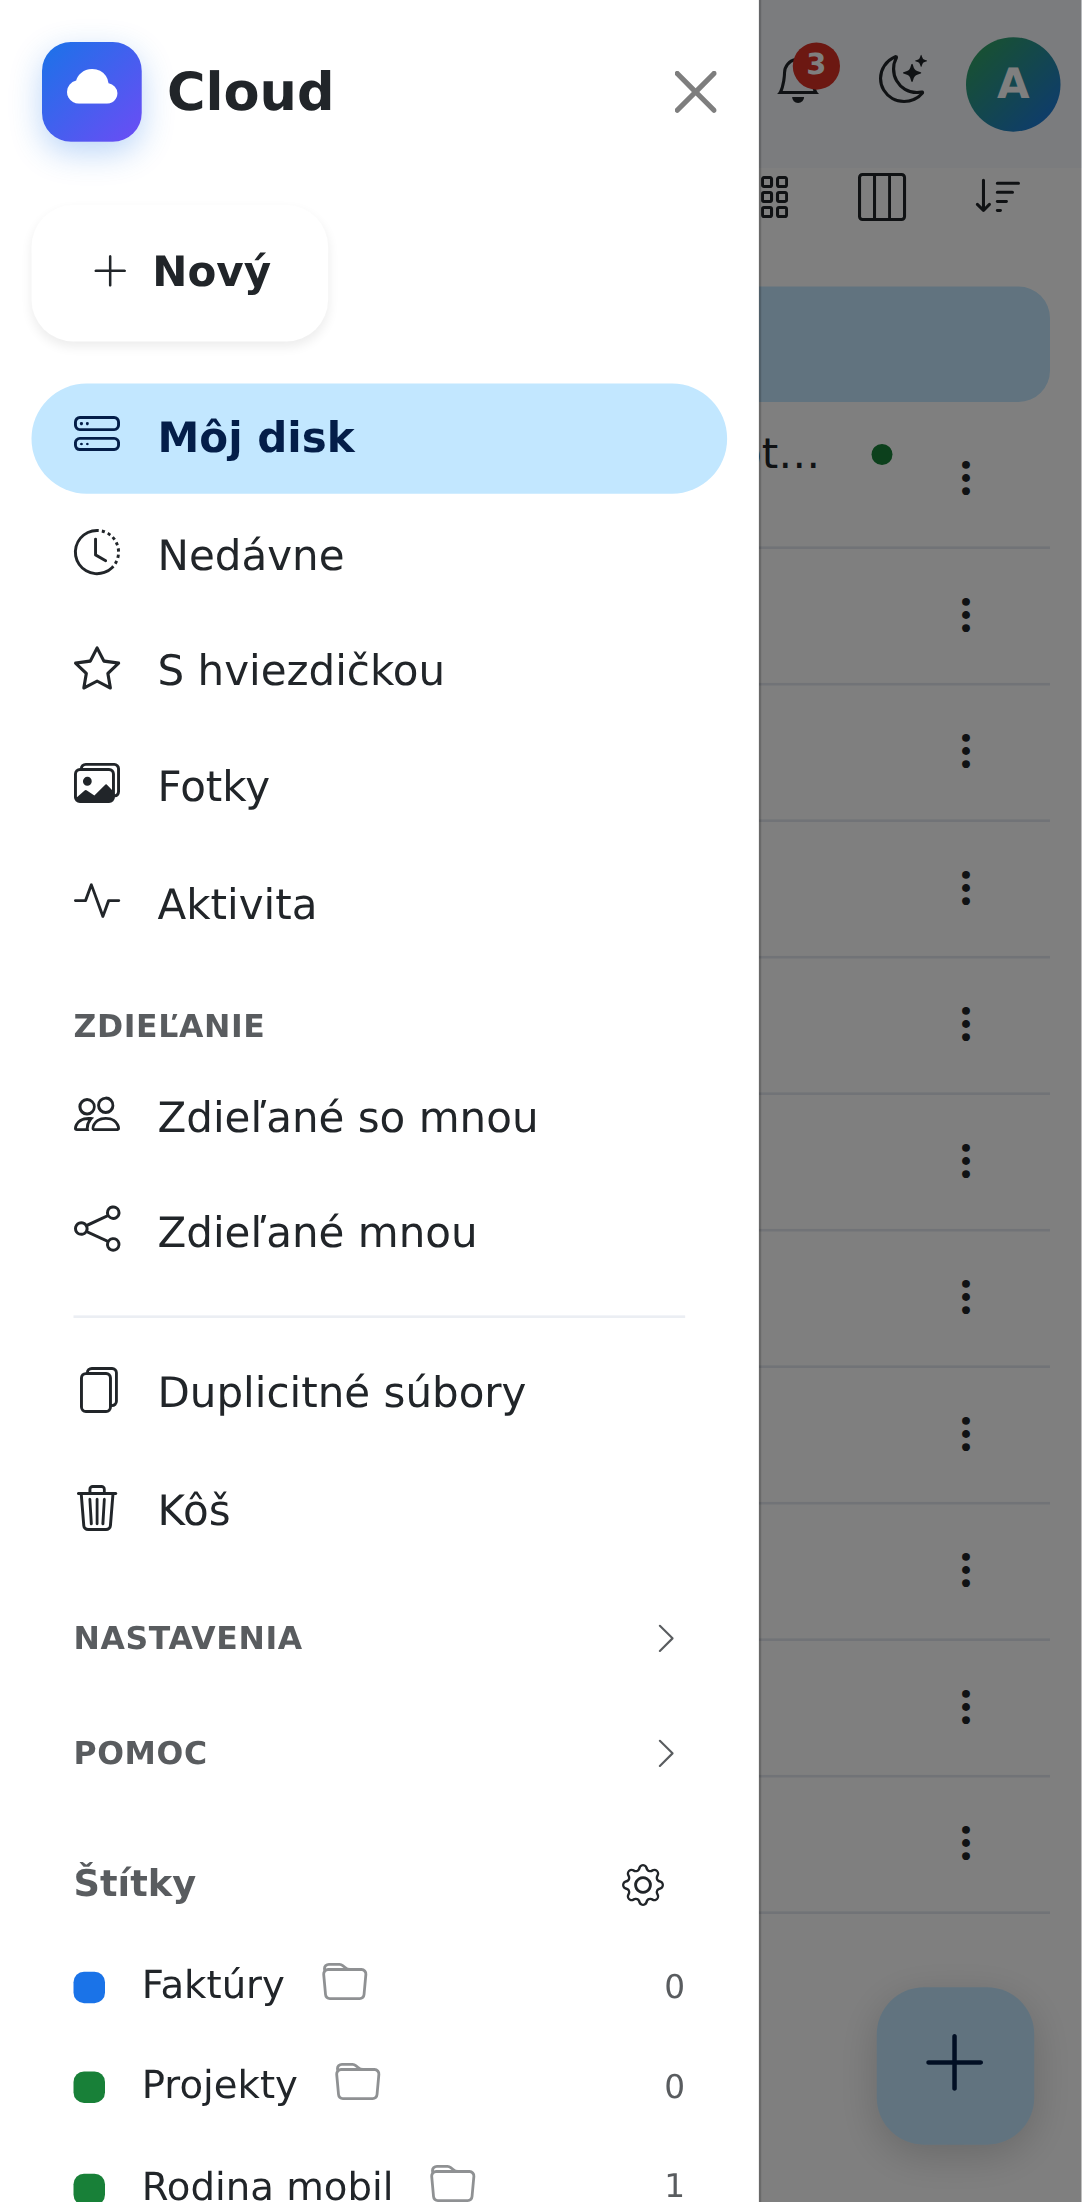 Cloud
3
A
Nový
Môj disk
t...
Nedávne
S hviezdičkou
Fotky
Aktivita
ZDIEĽANIE
Zdieľané so mnou
Zdieľané mnou
Duplicitné súbory
Kôš
NASTAVENIA
POMOC
Štítky
Faktúry 0
Projekty 0
Rodina mobil 1